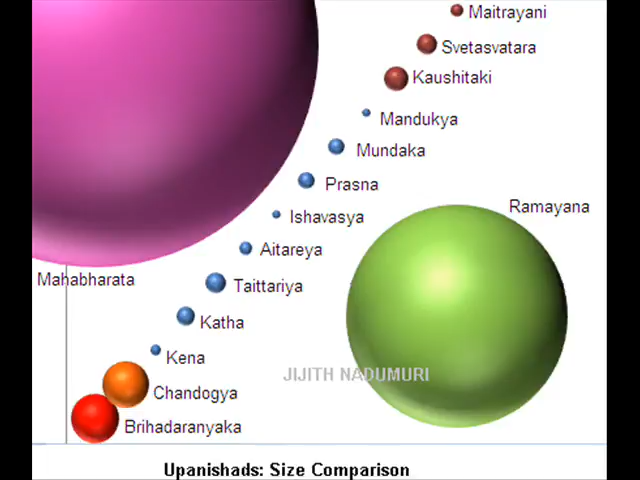 Maitrayani
Svetasvatara
Kaushitaki
Mandukya
Mundaka
Prasna
Ramayana
Ishavasya
Aitareya
Mahabharata
Taittariya
Katha
Kena
JIJITH NADUMURI
Chandogya
Brihadaranyaka
Upanishads: Size Comparison